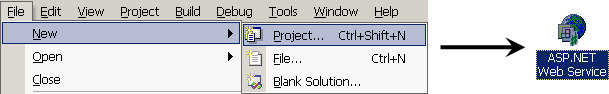 File Edit View Project Build Debug Tools Window Help
New Project... Ctrl+Shift+N
Open File... Ctrl+N
Close Blank Solution...
ASP.NET
Web Service